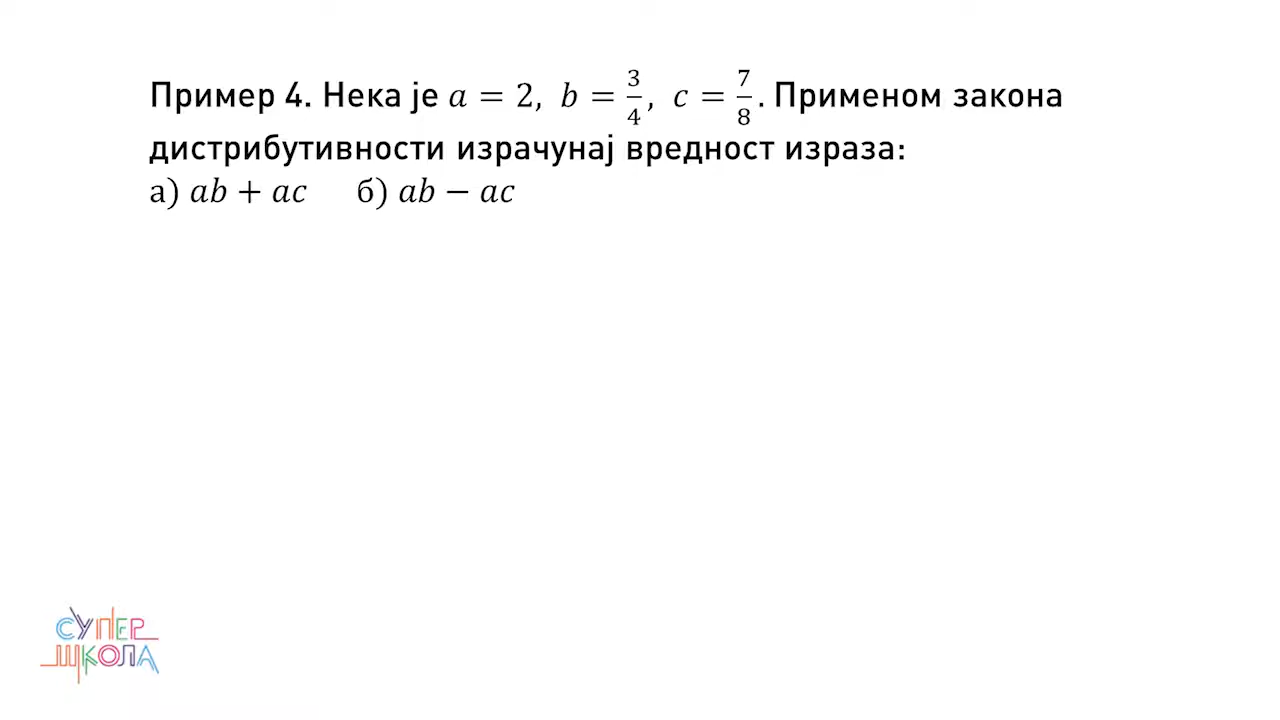 Пример 4. Нека је a = 2, b = 3/4, c = 7/8. Применом закона
дистрибутивности израчунај вредност израза:
а) ab + ac б) ab − ac
СУПЕР
ШКОЛА